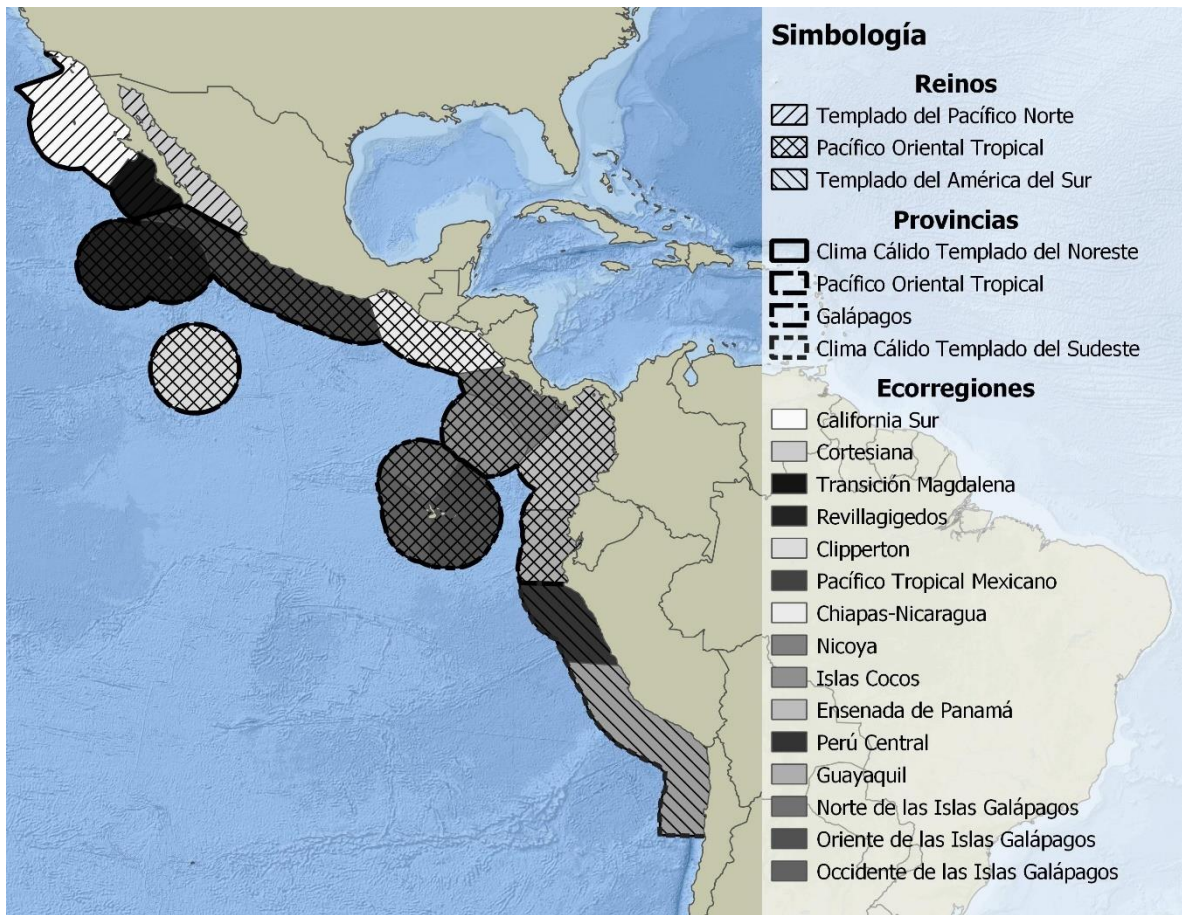 Simbología
Reinos
Templado del Pacífico Norte
Pacífico Oriental Tropical
Templado del América del Sur
Provincias
Clima Cálido Templado del Noreste
Pacífico Oriental Tropical
Galápagos
Clima Cálido Templado del Sudeste
Ecorregiones
California Sur
Cortesiana
Transición Magdalena
Revillagigedos
Clipperton
Pacífico Tropical Mexicano
Chiapas-Nicaragua
Nicoya
Islas Cocos
Ensenada de Panamá
Perú Central
Guayaquil
Norte de las Islas Galápagos
Oriente de las Islas Galápagos
Occidente de las Islas Galápagos